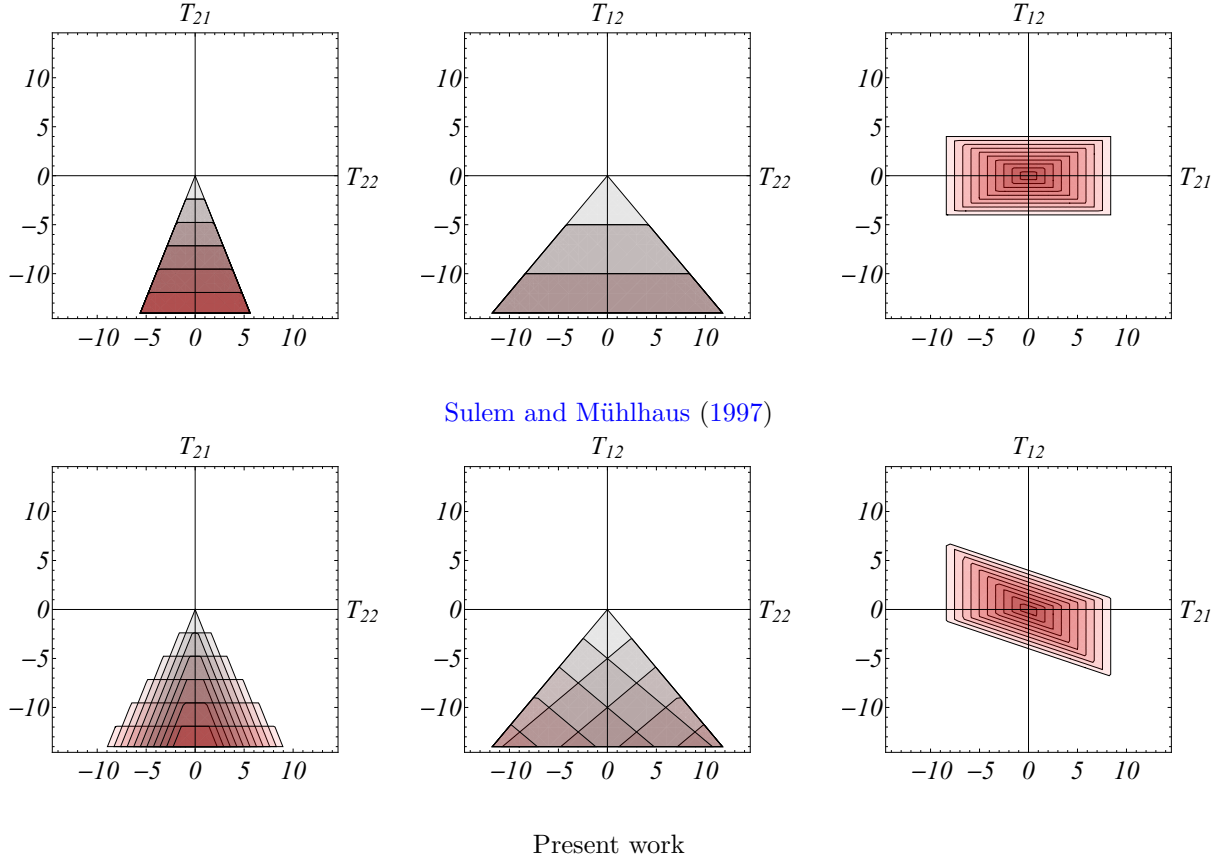 T21 T12 T12
10 10 10
5 5 5
0 T22 0 T22 0 T21
−5 −5 −5
−10 −10 −10
−10 −5 0 5 10 −10 −5 0 5 10 −10 −5 0 5 10
Sulem and Mühlhaus (1997)
T21 T12 T12
10 10 10
5 5 5
0 T22 0 T22 0 T21
−5 −5 −5
−10 −10 −10
−10 −5 0 5 10 −10 −5 0 5 10 −10 −5 0 5 10
Present work